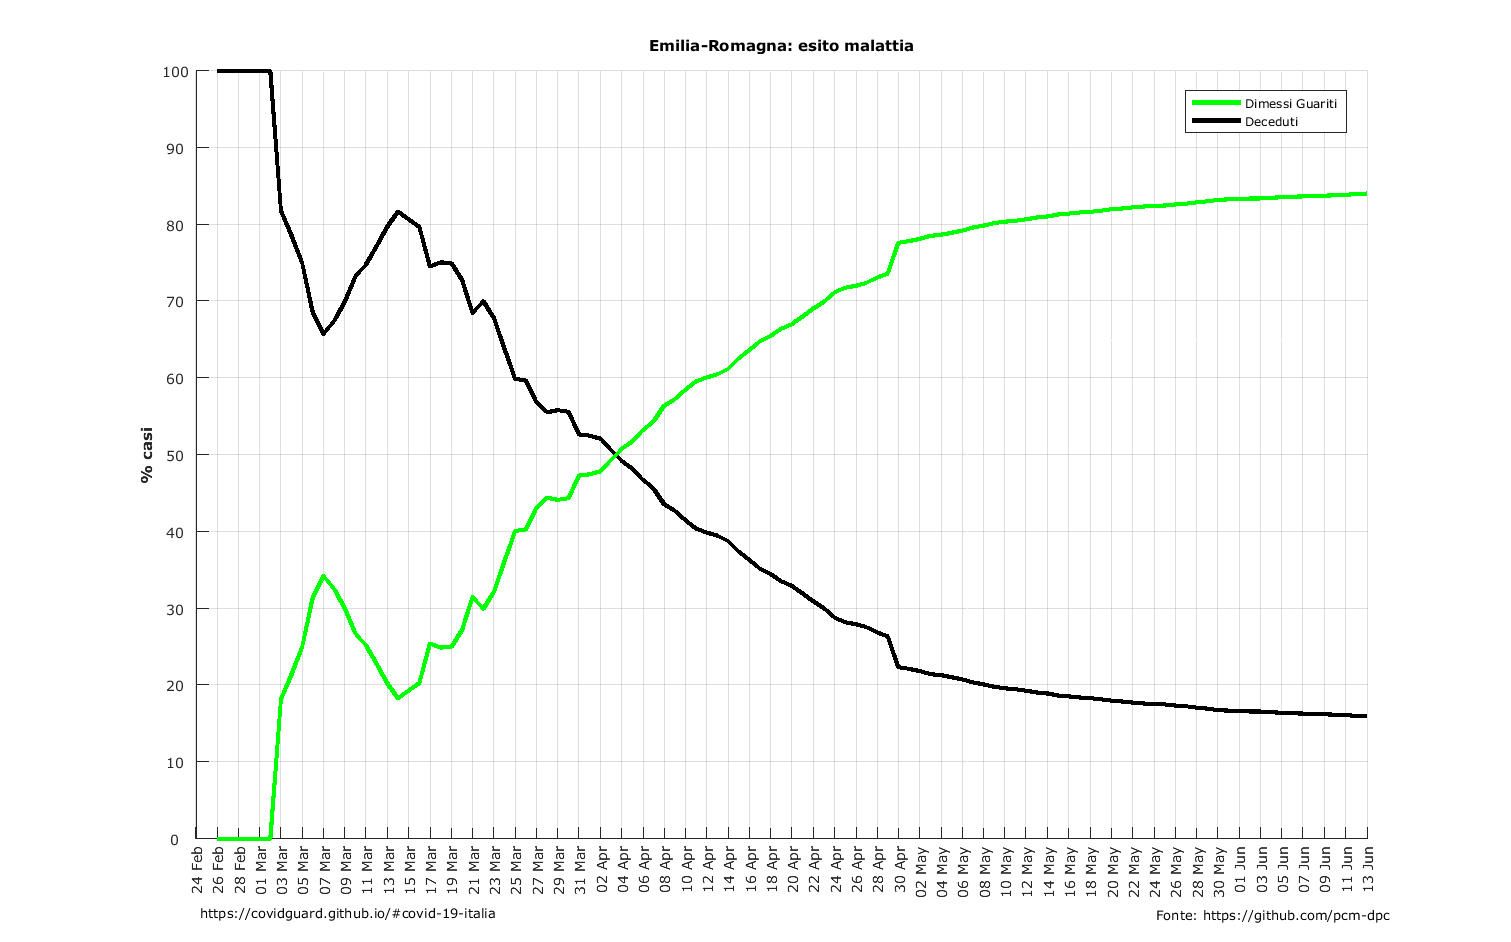 Emilia-Romagna: esito malattia
Dimessi Guariti
Deceduti
% casi
100
90
80
70
60
50
40
30
20
10
0
24 Feb
26 Feb
28 Feb
01 Mar
03 Mar
05 Mar
07 Mar
09 Mar
11 Mar
13 Mar
15 Mar
17 Mar
19 Mar
21 Mar
23 Mar
25 Mar
27 Mar
29 Mar
31 Mar
02 Apr
04 Apr
06 Apr
08 Apr
10 Apr
12 Apr
14 Apr
16 Apr
18 Apr
20 Apr
22 Apr
24 Apr
26 Apr
28 Apr
30 Apr
02 May
04 May
06 May
08 May
10 May
12 May
14 May
16 May
18 May
20 May
22 May
24 May
26 May
28 May
30 May
01 Jun
03 Jun
05 Jun
07 Jun
09 Jun
11 Jun
13 Jun
https://covidguard.github.io/#covid-19-italia
Fonte: https://github.com/pcm-dpc